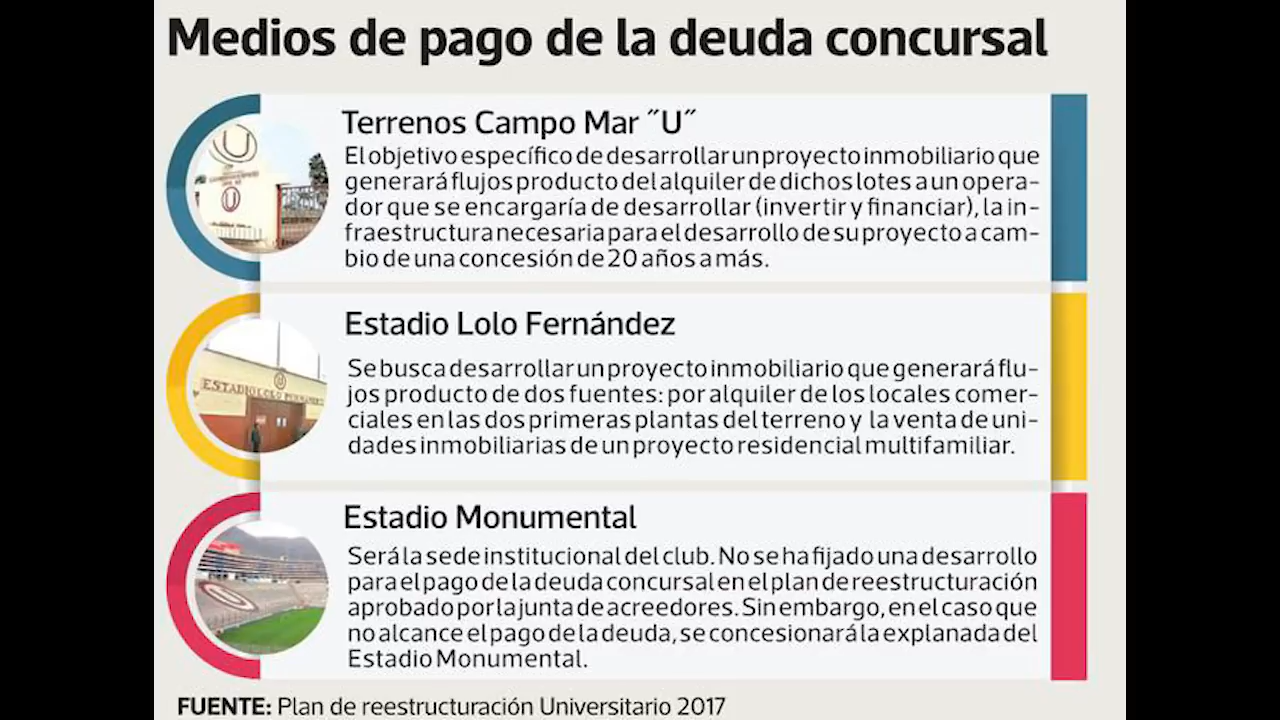 Medios de pago de la deuda concursal
Terrenos Campo Mar ˝U˝
El objetivo específico de desarrollar un proyecto inmobiliario que
generará flujos producto del alquiler de dichos lotes a un opera-
dor que se encargaría de desarrollar (invertir y financiar), la in-
fraestructura necesaria para el desarrollo de su proyecto a cam-
bio de una concesión de 20 años a más.
Estadio Lolo Fernández
ESTADIO LOLO FERNANDEZ
Se busca desarrollar un proyecto inmobiliario que generará flu-
jos producto de dos fuentes: por alquiler de los locales comer-
ciales en las dos primeras plantas del terreno y la venta de uni-
dades inmobiliarias de un proyecto residencial multifamiliar.
Estadio Monumental
Será la sede institucional del club. No se ha fijado una desarrollo
para el pago de la deuda concursal en el plan de reestructuración
aprobado por la junta de acreedores. Sin embargo, en el caso que
no alcance el pago de la deuda, se concesionará la explanada del
Estadio Monumental.
FUENTE: Plan de reestructuración Universitario 2017